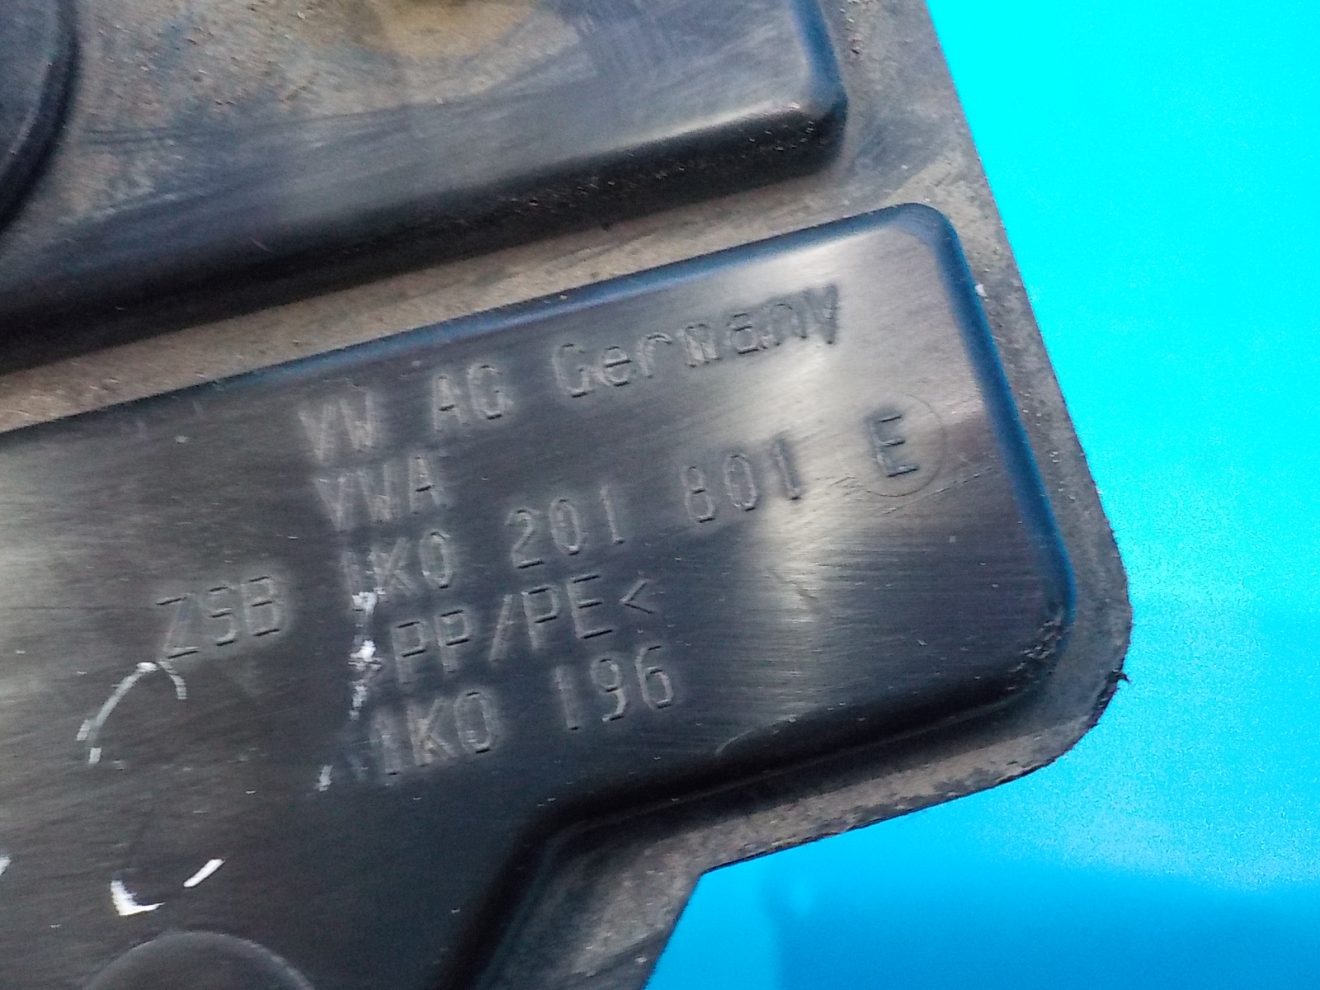 VW AG Germany
VWA
ZSB 1K0 201 801 E
>PP/PE<
1K0 196